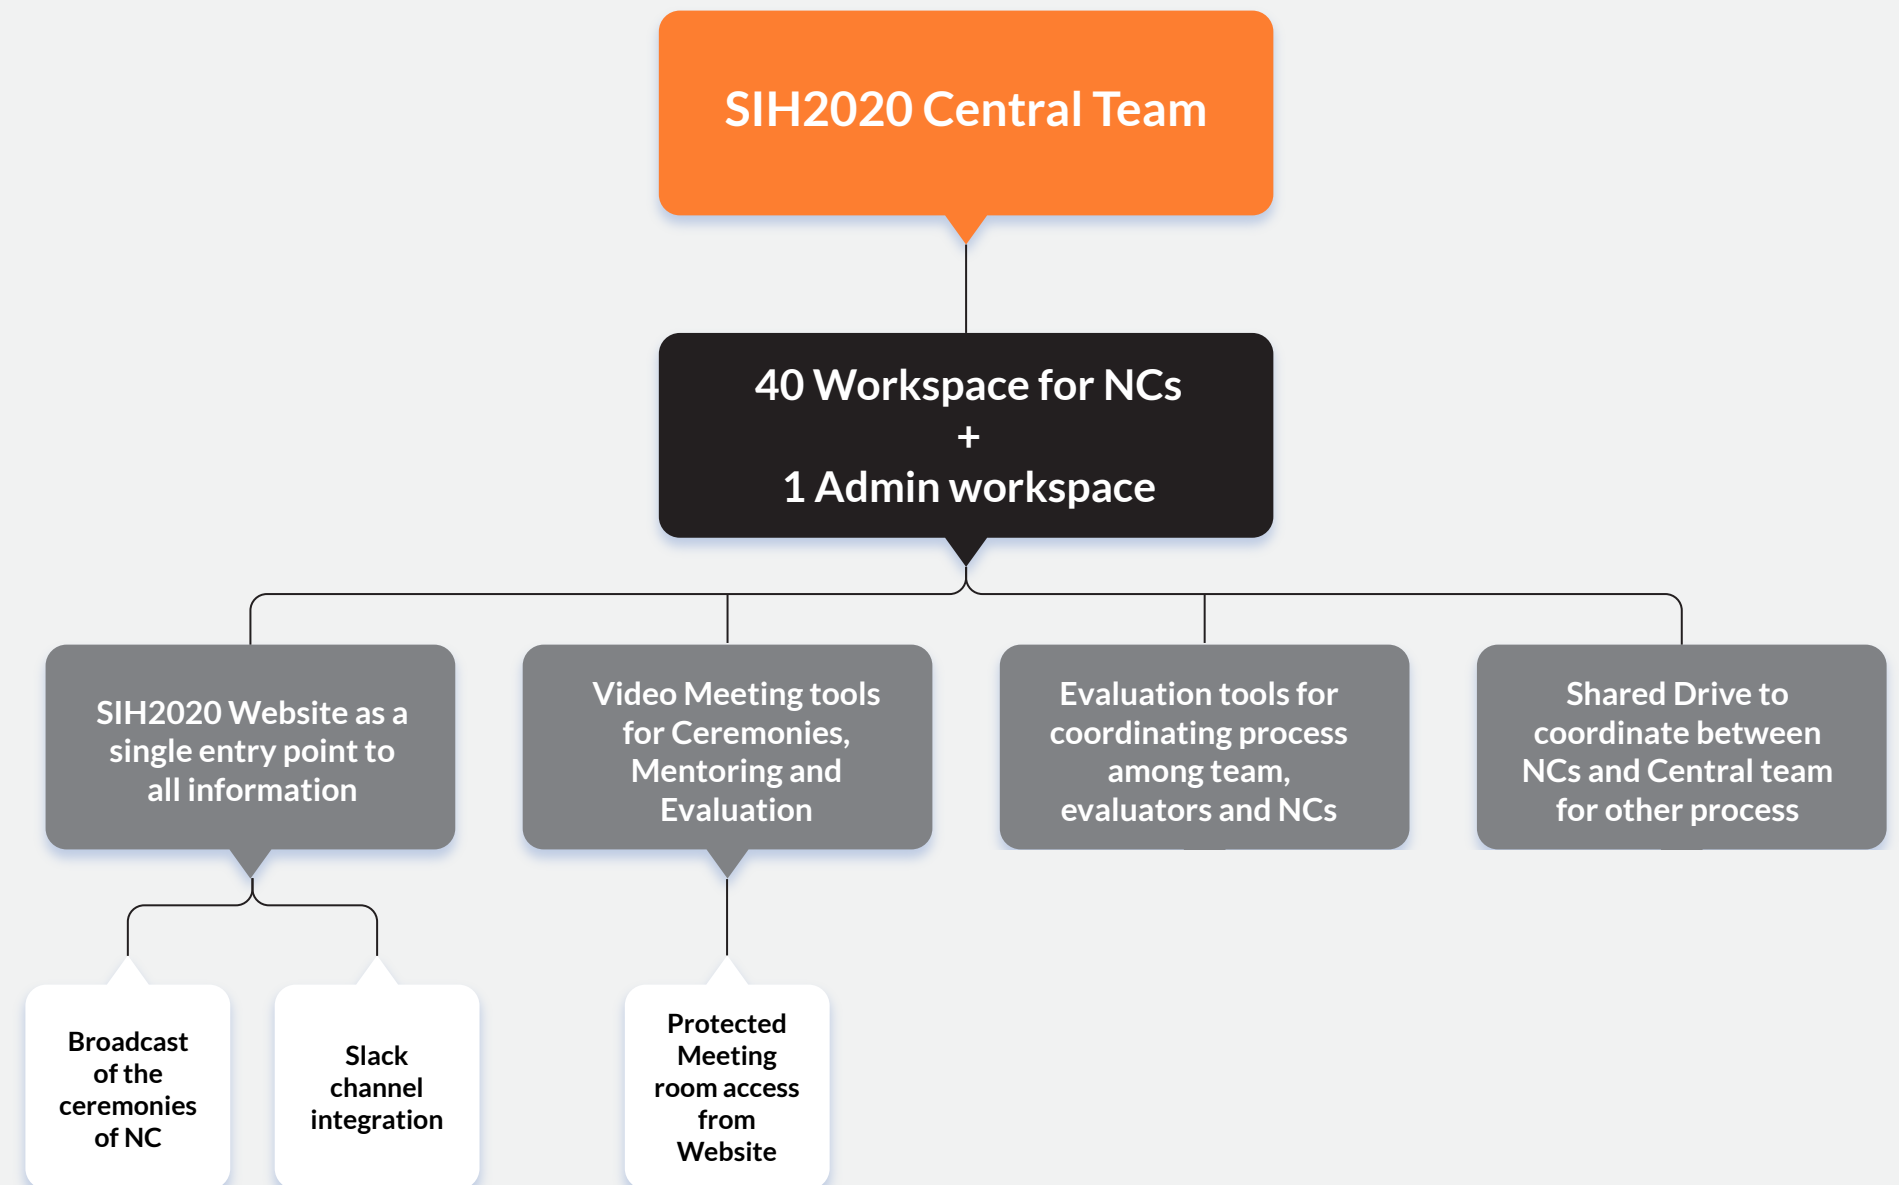 SIH2020 Central Team
40 Workspace for NCs
+
1 Admin workspace
SIH2020 Website as a
single entry point to
all information
Video Meeting tools
for Ceremonies,
Mentoring and
Evaluation
Evaluation tools for
coordinating process
among team,
evaluators and NCs
Shared Drive to
coordinate between
NCs and Central team
for other process
Broadcast
of the
ceremonies
of NC
Slack
channel
integration
Protected
Meeting
room access
from
Website